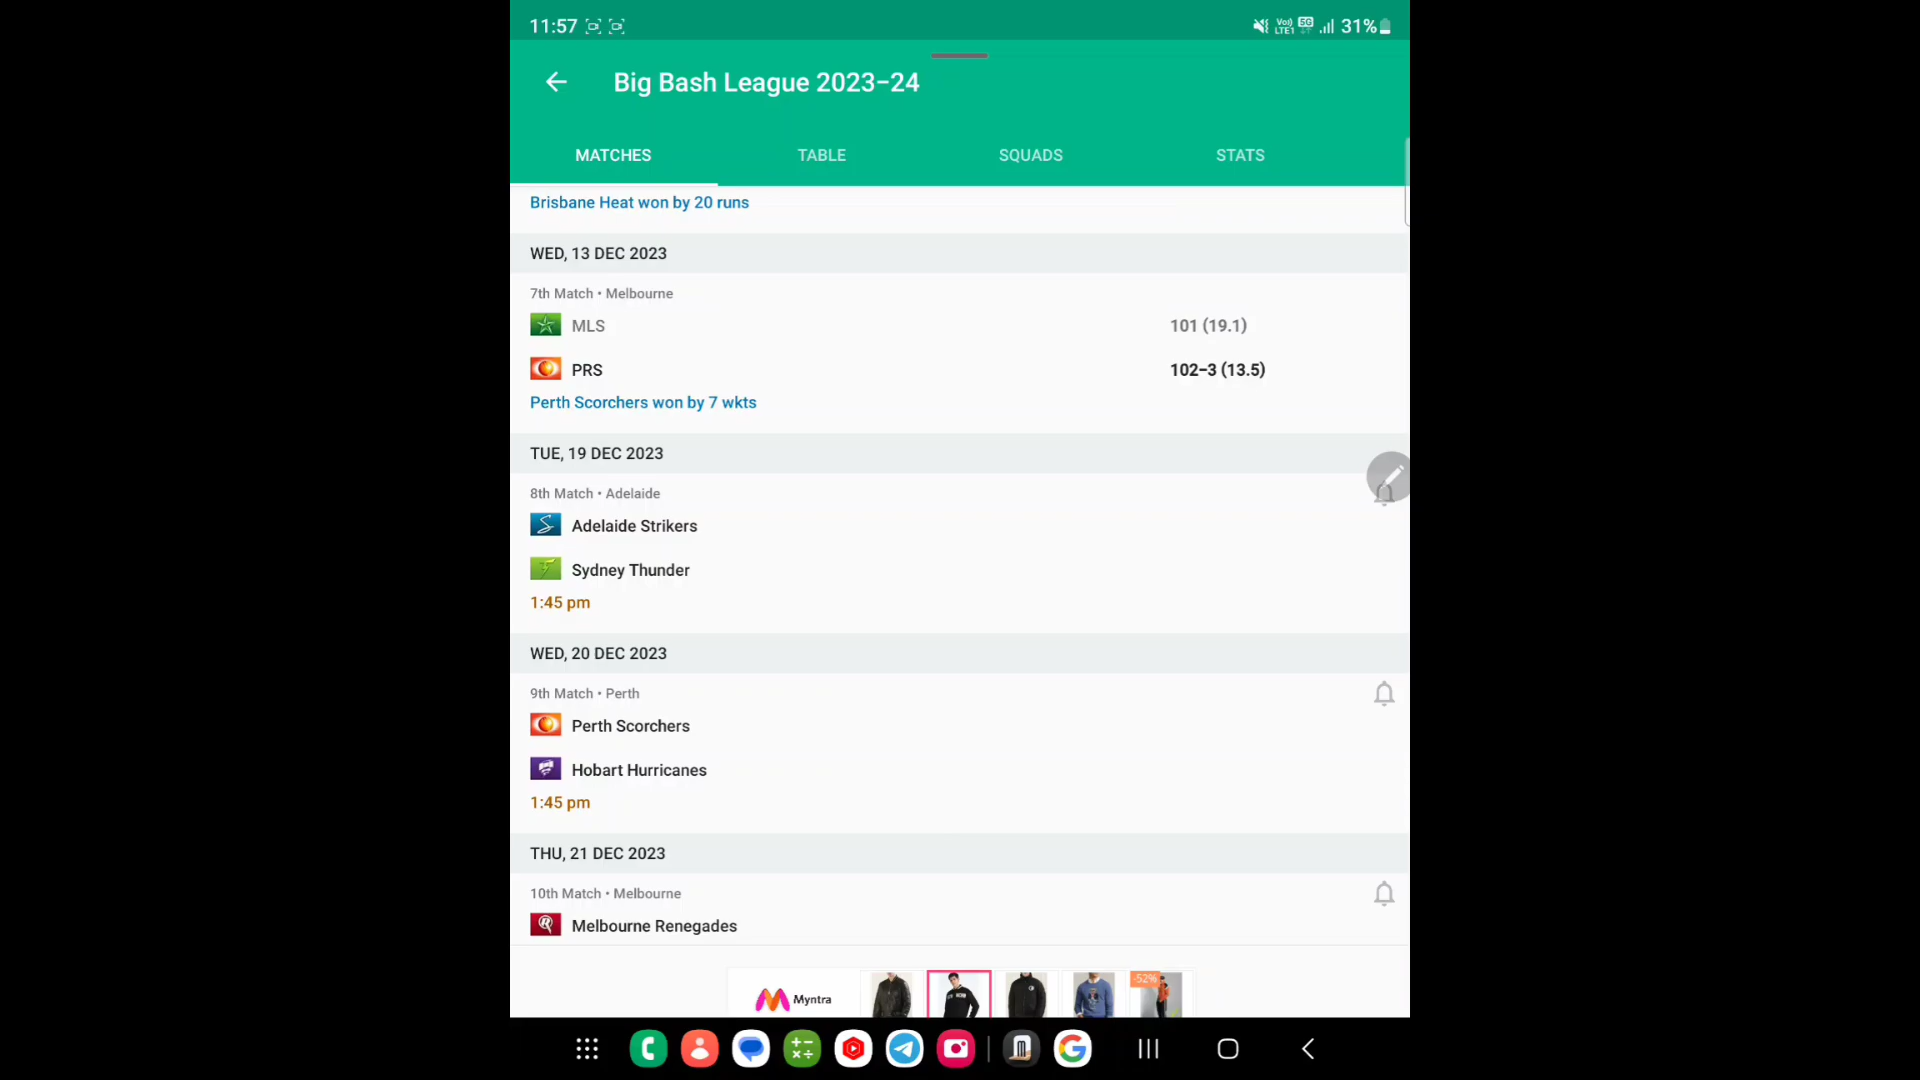 11:57
Vo)) LTE1 5G 31%
Big Bash League 2023-24
MATCHES TABLE SQUADS STATS
Brisbane Heat won by 20 runs
WED, 13 DEC 2023
7th Match • Melbourne
MLS 101 (19.1)
PRS 102-3 (13.5)
Perth Scorchers won by 7 wkts
TUE, 19 DEC 2023
8th Match • Adelaide
Adelaide Strikers
Sydney Thunder
1:45 pm
WED, 20 DEC 2023
9th Match • Perth
Perth Scorchers
Hobart Hurricanes
1:45 pm
THU, 21 DEC 2023
10th Match • Melbourne
Melbourne Renegades
Myntra
-52%